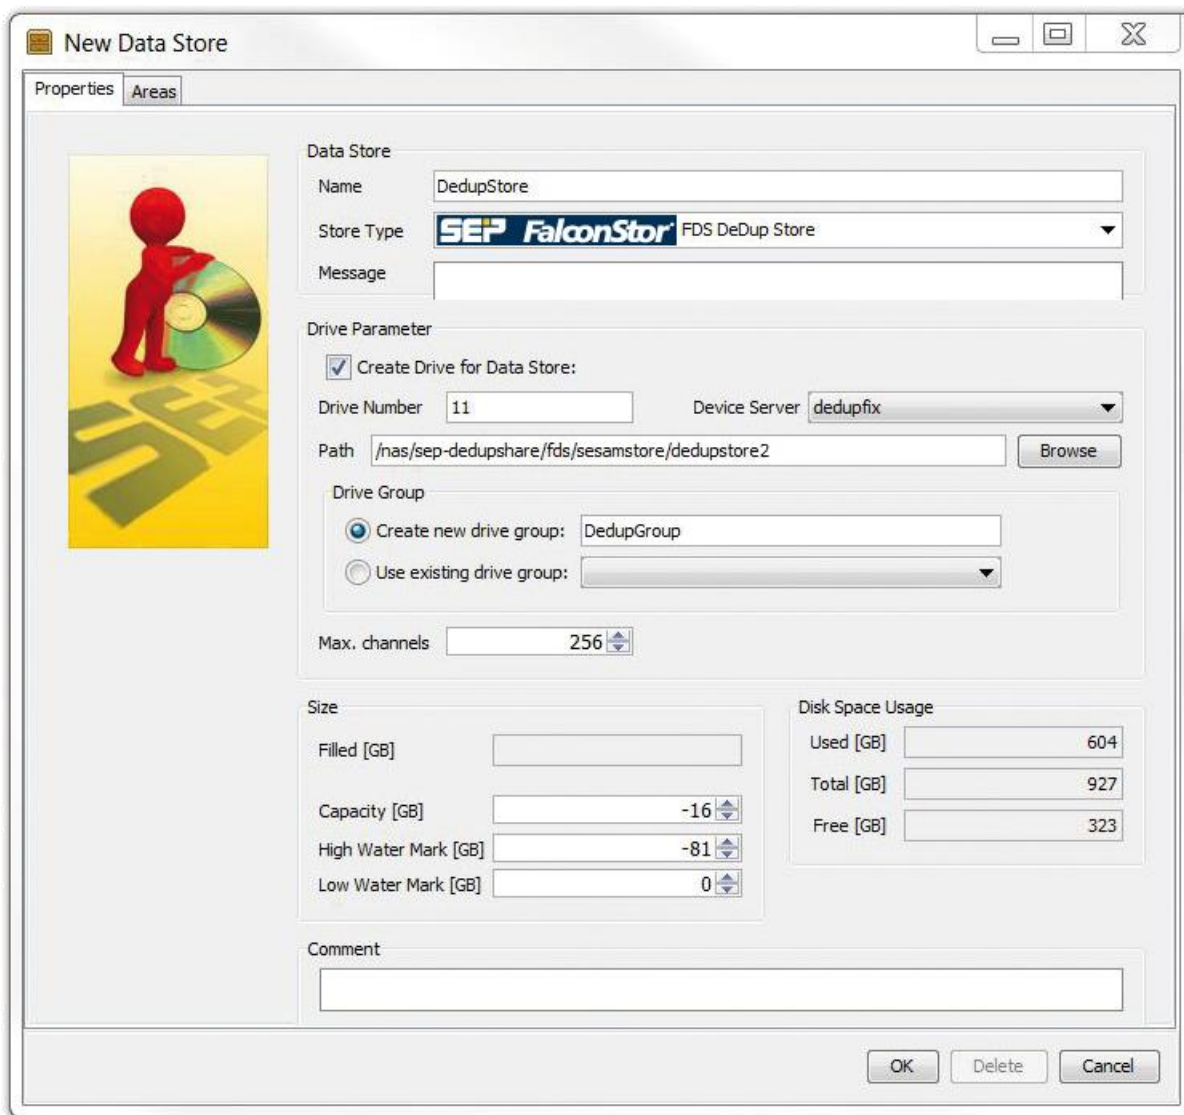 New Data Store
Properties Areas
Data Store
Name DedupStore
Store Type SEP FalconStor FDS DeDup Store
Message
Drive Parameter
Create Drive for Data Store:
Drive Number 11 Device Server dedupfix
Path /nas/sep-dedupshare/fds/sesamstore/dedupstore2 Browse
Drive Group
Create new drive group: DedupGroup
Use existing drive group:
Max. channels 256
Size Disk Space Usage
Filled [GB] Used [GB] 604
Total [GB] 927
Capacity [GB] -16 Free [GB] 323
High Water Mark [GB] -81
Low Water Mark [GB] 0
Comment
OK Delete Cancel
SEP